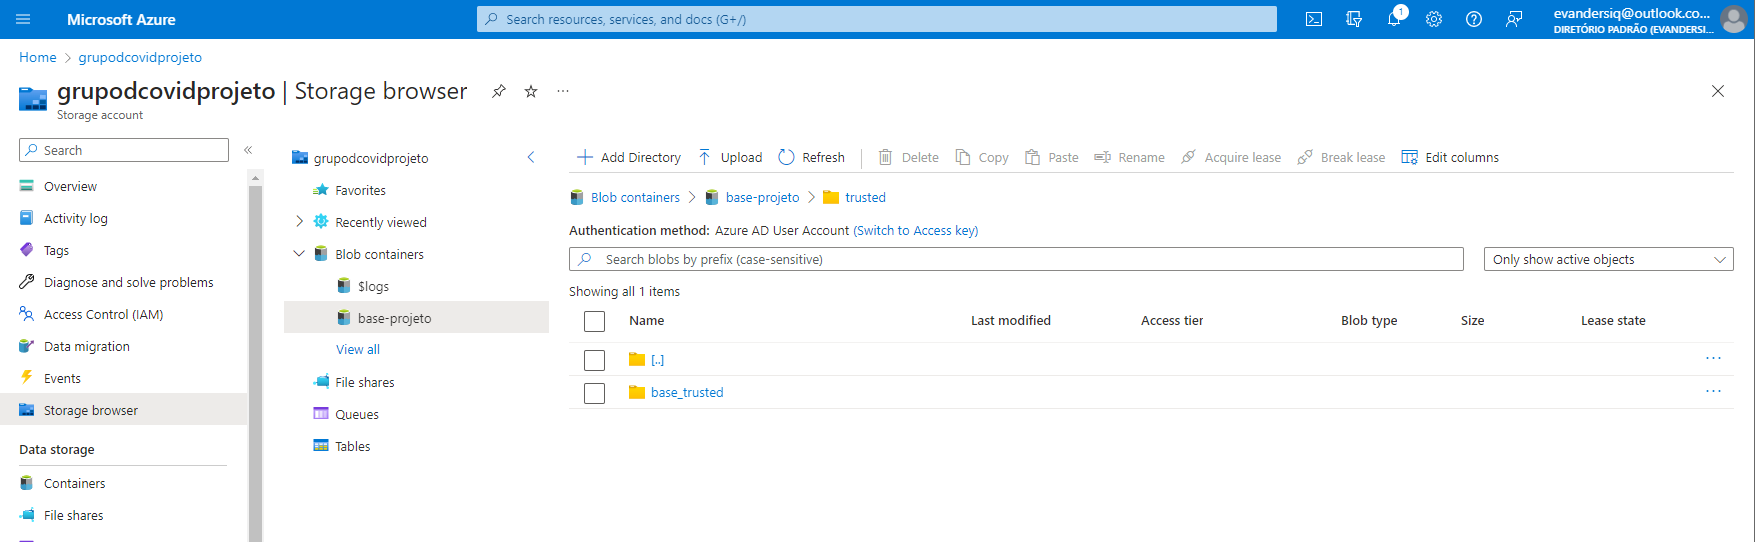 Microsoft Azure
Search resources, services, and docs (G+/)
1
evandersiq@outlook.co...
DIRETÓRIO PADRÃO (EVANDERSI...
Home > grupodcovidprojeto
grupodcovidprojeto | Storage browser
Storage account
Search
Overview
Activity log
Tags
Diagnose and solve problems
Access Control (IAM)
Data migration
Events
Storage browser
Data storage
Containers
File shares
grupodcovidprojeto
Favorites
Recently viewed
Blob containers
$logs
base-projeto
View all
File shares
Queues
Tables
Add Directory Upload Refresh Delete Copy Paste Rename Acquire lease Break lease Edit columns
Blob containers > base-projeto > trusted
Authentication method: Azure AD User Account (Switch to Access key)
Search blobs by prefix (case-sensitive)
Only show active objects
Showing all 1 items
Name Last modified Access tier Blob type Size Lease state
[..]
base_trusted